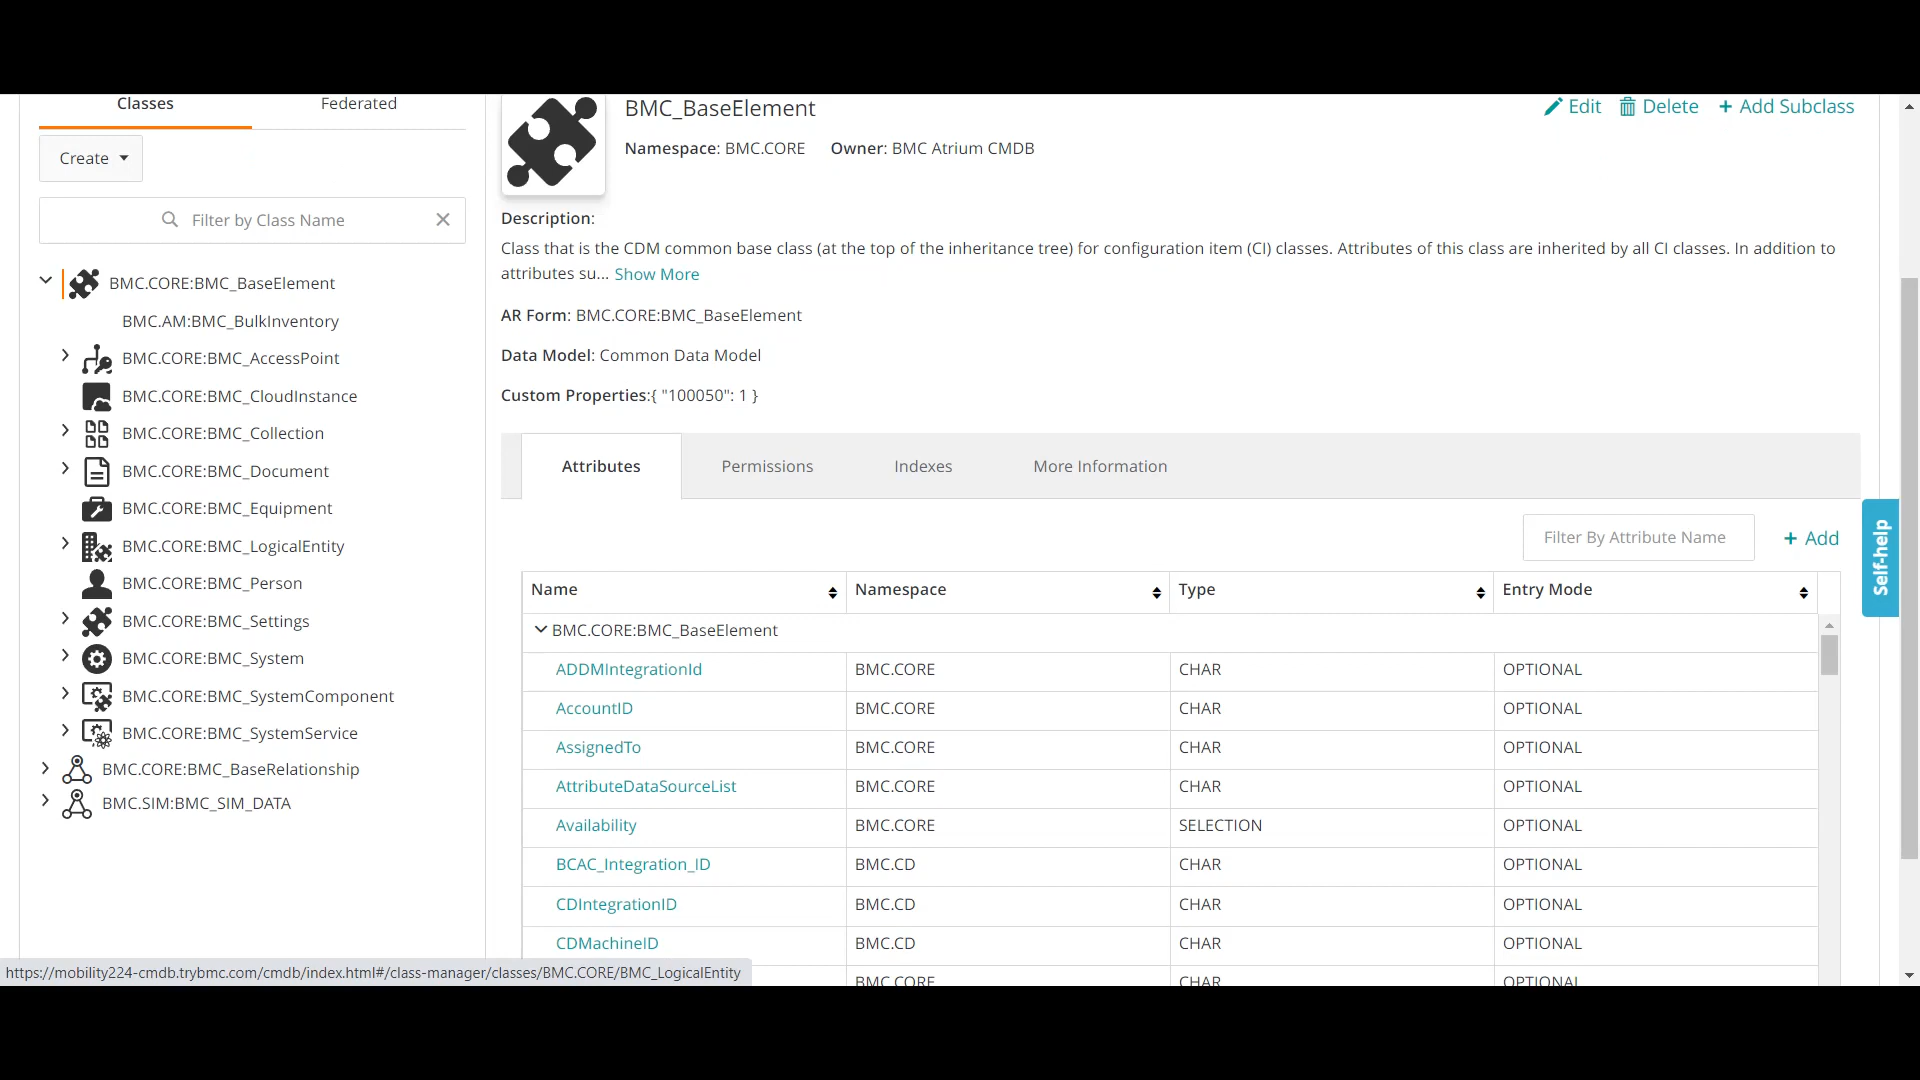 Classes
Federated
Create
Filter by Class Name
BMC.CORE:BMC_BaseElement
BMC.AM:BMC_BulkInventory
BMC.CORE:BMC_AccessPoint
BMC.CORE:BMC_CloudInstance
BMC.CORE:BMC_Collection
BMC.CORE:BMC_Document
BMC.CORE:BMC_Equipment
BMC.CORE:BMC_LogicalEntity
BMC.CORE:BMC_Person
BMC.CORE:BMC_Settings
BMC.CORE:BMC_System
BMC.CORE:BMC_SystemComponent
BMC.CORE:BMC_SystemService
BMC.CORE:BMC_BaseRelationship
BMC.SIM:BMC_SIM_DATA
BMC_BaseElement
Edit
Delete
+ Add Subclass
Namespace: BMC.CORE Owner: BMC Atrium CMDB
Description:
Class that is the CDM common base class (at the top of the inheritance tree) for configuration item (CI) classes. Attributes of this class are inherited by all CI classes. In addition to
attributes su... Show More
AR Form: BMC.CORE:BMC_BaseElement
Data Model: Common Data Model
Custom Properties:{ "100050": 1 }
Attributes Permissions Indexes More Information
Filter By Attribute Name + Add
Name Namespace Type Entry Mode
BMC.CORE:BMC_BaseElement
ADDMIntegrationId BMC.CORE CHAR OPTIONAL
AccountID BMC.CORE CHAR OPTIONAL
AssignedTo BMC.CORE CHAR OPTIONAL
AttributeDataSourceList BMC.CORE CHAR OPTIONAL
Availability BMC.CORE SELECTION OPTIONAL
BCAC_Integration_ID BMC.CD CHAR OPTIONAL
CDIntegrationID BMC.CD CHAR OPTIONAL
CDMachineID BMC.CD CHAR OPTIONAL
BMC.CORE CHAR OPTIONAL
Self-help
https://mobility224-cmdb.trybmc.com/cmdb/index.html#/class-manager/classes/BMC.CORE/BMC_LogicalEntity